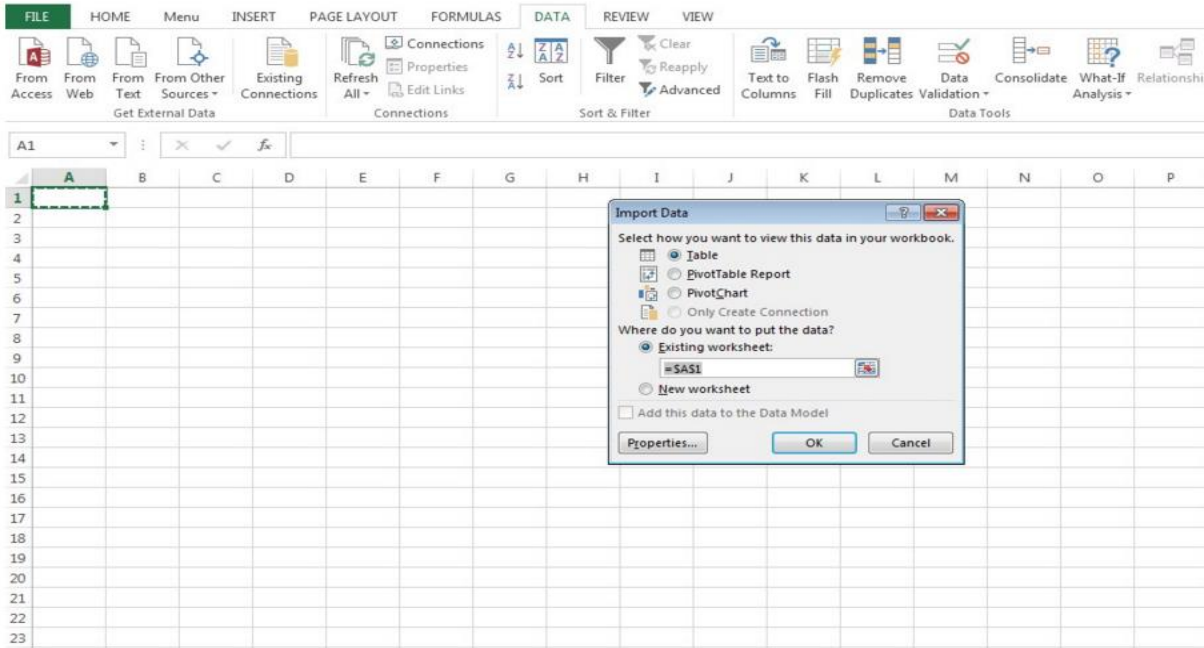 FILE HOME Menu INSERT PAGE LAYOUT FORMULAS DATA REVIEW VIEW
From Access
From Web
From Text
From Other Sources
Existing Connections
Get External Data
Refresh All
Connections
Properties
Edit Links
Connections
Sort
Filter
Clear
Reapply
Advanced
Sort & Filter
Text to Columns
Flash Fill
Remove Duplicates
Data Validation
Consolidate
What-If Analysis
Relationshi
Data Tools
A1 fx
A B C D E F G H I J K L M N O P
1
2
3
4
5
6
7
8
9
10
11
12
13
14
15
16
17
18
19
20
21
22
23
Import Data
Select how you want to view this data in your workbook.
Table
PivotTable Report
PivotChart
Only Create Connection
Where do you want to put the data?
Existing worksheet:
=$A$1
New worksheet
Add this data to the Data Model
Properties... OK Cancel